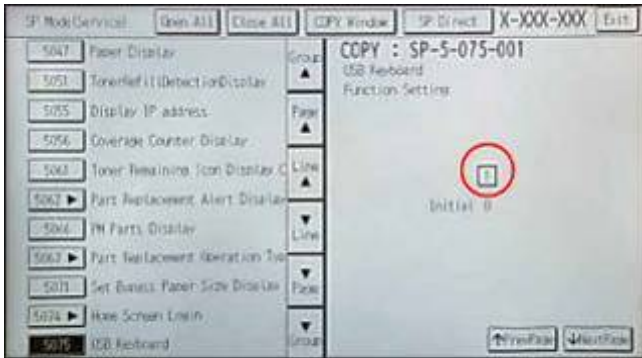 SP Mode(Service) Open All Close All COPY Window SP Direct X-XXX-XXX Exit
5047 Paper Display
5051 TonerRefillDetectionDisplay
5055 Display IP address
5056 Coverage Counter Display
5061 Toner Remaining Icon Display C
5062 ▶ Part Replacement Alert Display
5066 PM Parts Display
5067 ▶ Part Replacement Operation Typ
5071 Set Bypass Paper Size Display
5074 ▶ Home Screen Login
5075 USB Keyboard
Group
▲
Page
▲
Line
▲
▼
Line
▼
Page
▼
Group
COPY : SP-5-075-001
USB Keyboard
Function Setting
1
Initial 0
↑PrevPage ↓NextPage